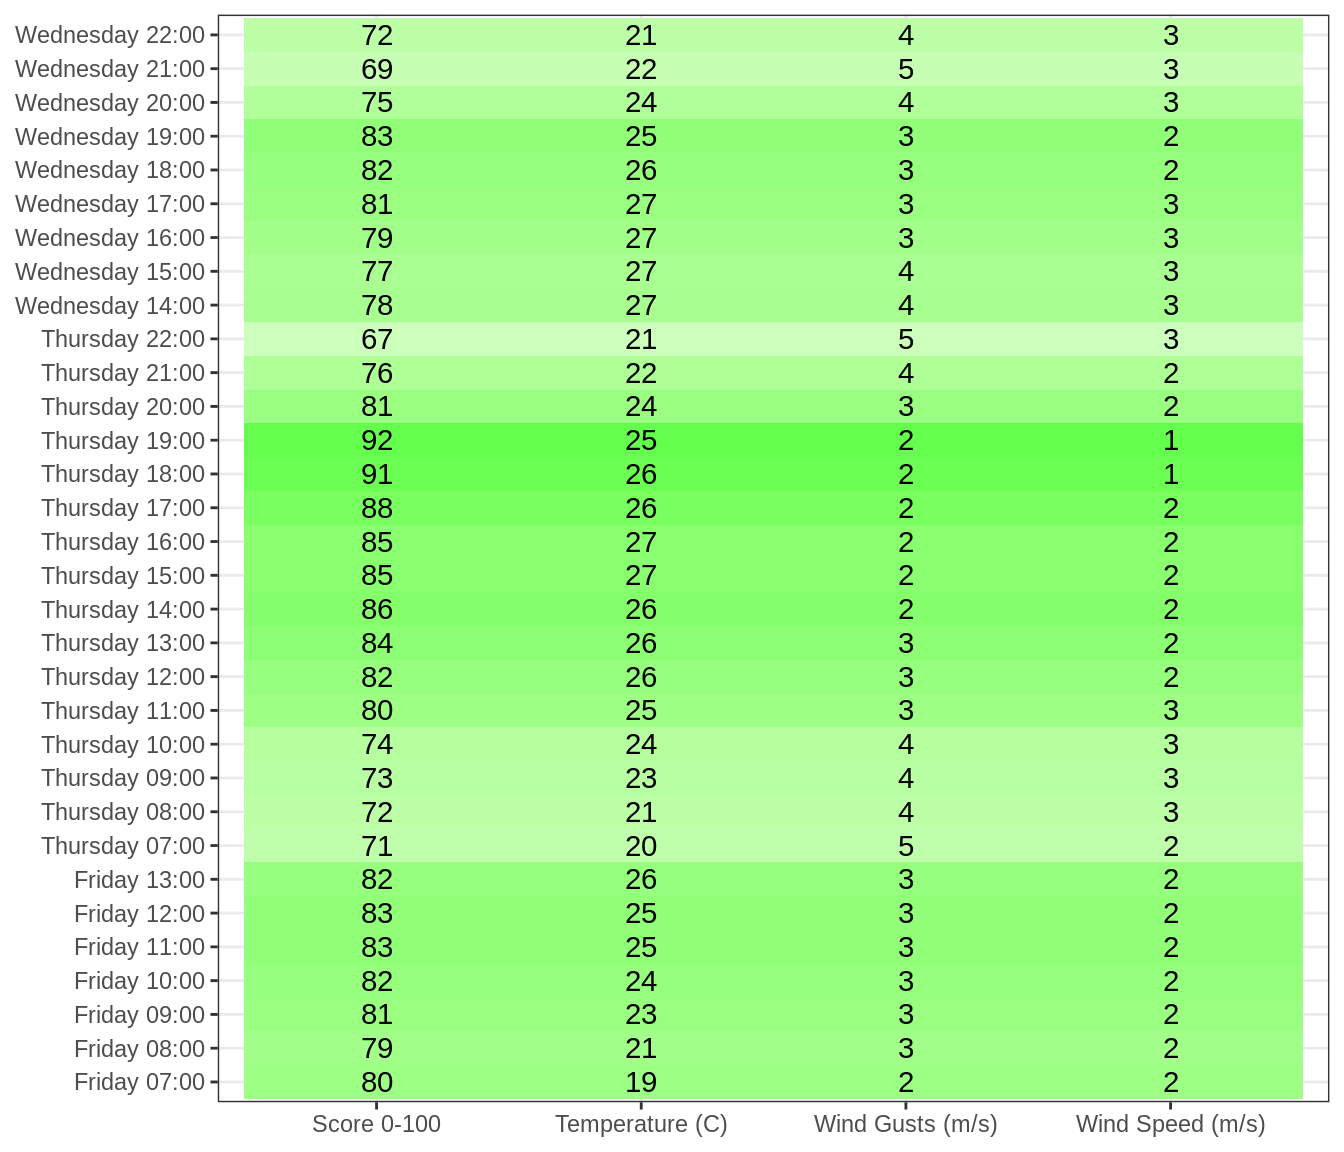 Wednesday 22:00 72 21 4 3
Wednesday 21:00 69 22 5 3
Wednesday 20:00 75 24 4 3
Wednesday 19:00 83 25 3 2
Wednesday 18:00 82 26 3 2
Wednesday 17:00 81 27 3 3
Wednesday 16:00 79 27 3 3
Wednesday 15:00 77 27 4 3
Wednesday 14:00 78 27 4 3
Thursday 22:00 67 21 5 3
Thursday 21:00 76 22 4 2
Thursday 20:00 81 24 3 2
Thursday 19:00 92 25 2 1
Thursday 18:00 91 26 2 1
Thursday 17:00 88 26 2 2
Thursday 16:00 85 27 2 2
Thursday 15:00 85 27 2 2
Thursday 14:00 86 26 2 2
Thursday 13:00 84 26 3 2
Thursday 12:00 82 26 3 2
Thursday 11:00 80 25 3 3
Thursday 10:00 74 24 4 3
Thursday 09:00 73 23 4 3
Thursday 08:00 72 21 4 3
Thursday 07:00 71 20 5 2
Friday 13:00 82 26 3 2
Friday 12:00 83 25 3 2
Friday 11:00 83 25 3 2
Friday 10:00 82 24 3 2
Friday 09:00 81 23 3 2
Friday 08:00 79 21 3 2
Friday 07:00 80 19 2 2
Score 0-100 Temperature (C) Wind Gusts (m/s) Wind Speed (m/s)